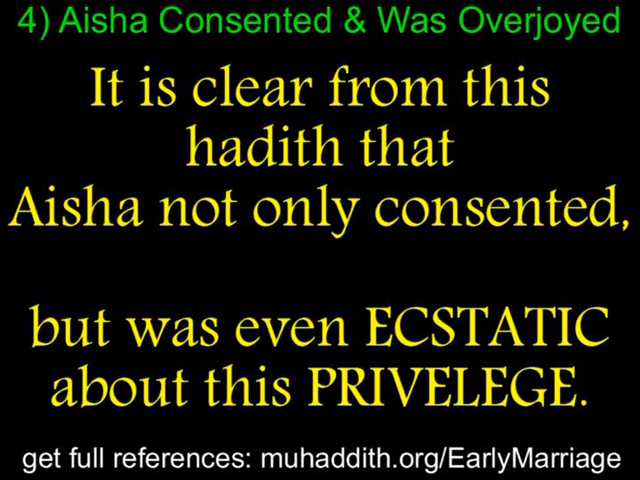 4) Aisha Consented & Was Overjoyed
It is clear from this
hadith that
Aisha not only consented,
but was even ECSTATIC
about this PRIVELEGE.
get full references: muhaddith.org/EarlyMarriage